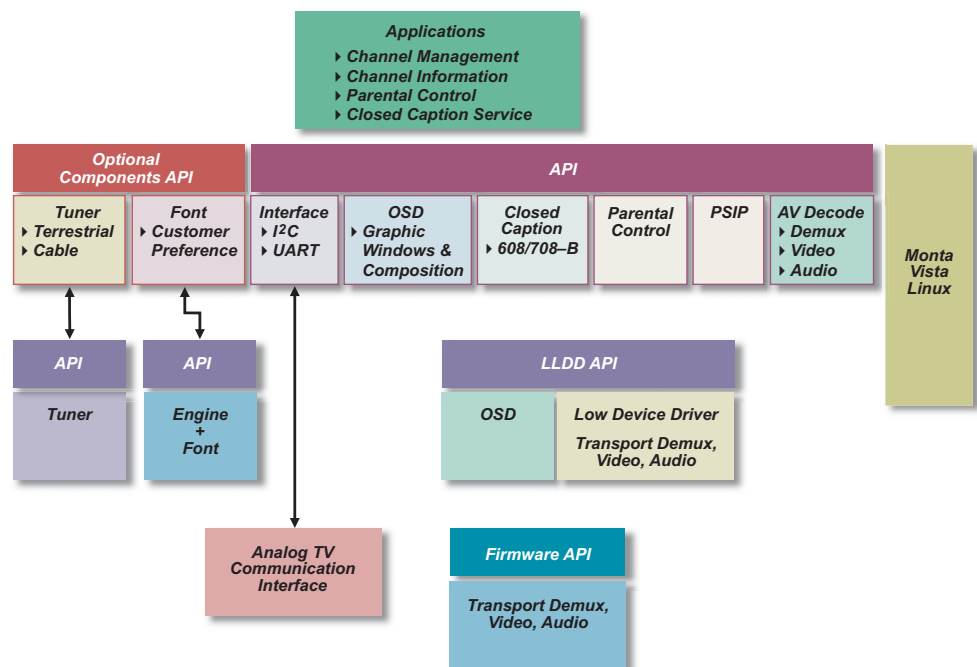 Applications
Channel Management
Channel Information
Parental Control
Closed Caption Service
Optional
Components API
API
Tuner
Terrestrial
Cable
Font
Customer
Preference
Interface
I²C
UART
OSD
Graphic
Windows &
Composition
Closed
Caption
608/708–B
Parental
Control
PSIP
AV Decode
Demux
Video
Audio
Monta
Vista
Linux
API
Tuner
API
Engine
+
Font
LLDD API
OSD
Low Device Driver
Transport Demux,
Video, Audio
Analog TV
Communication
Interface
Firmware API
Transport Demux,
Video, Audio